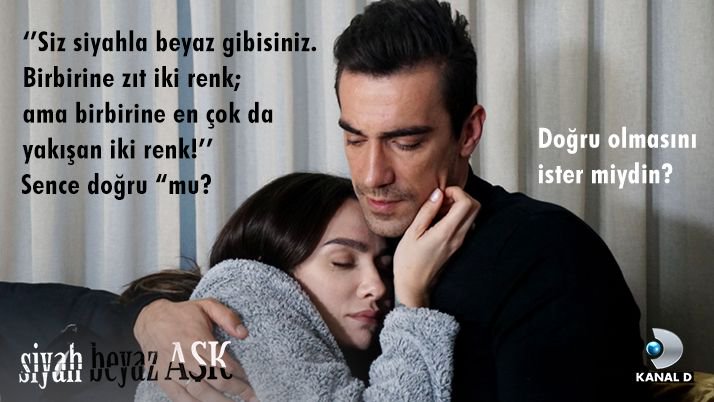 ‘‘Siz siyahla beyaz gibisiniz.
Birbirine zıt iki renk;
ama birbirine en çok da
yakışan iki renk!’’
Sence doğru “mu?
Doğru olmasını
ister miydin?
siyah beyaz AŞK
KANAL D